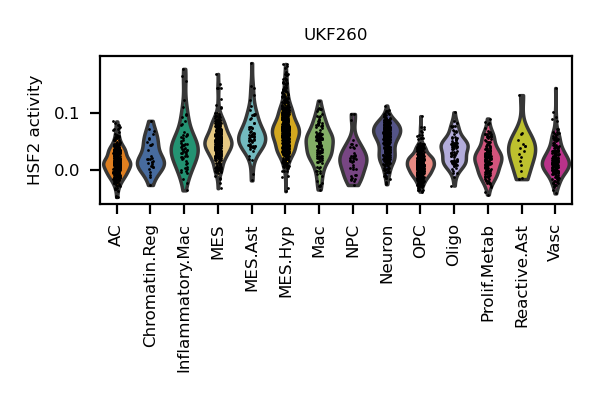 UKF260
HSF2 activity
0.1
0.0
AC
Chromatin.Reg
Inflammatory.Mac
MES
MES.Ast
MES.Hyp
Mac
NPC
Neuron
OPC
Oligo
Prolif.Metab
Reactive.Ast
Vasc